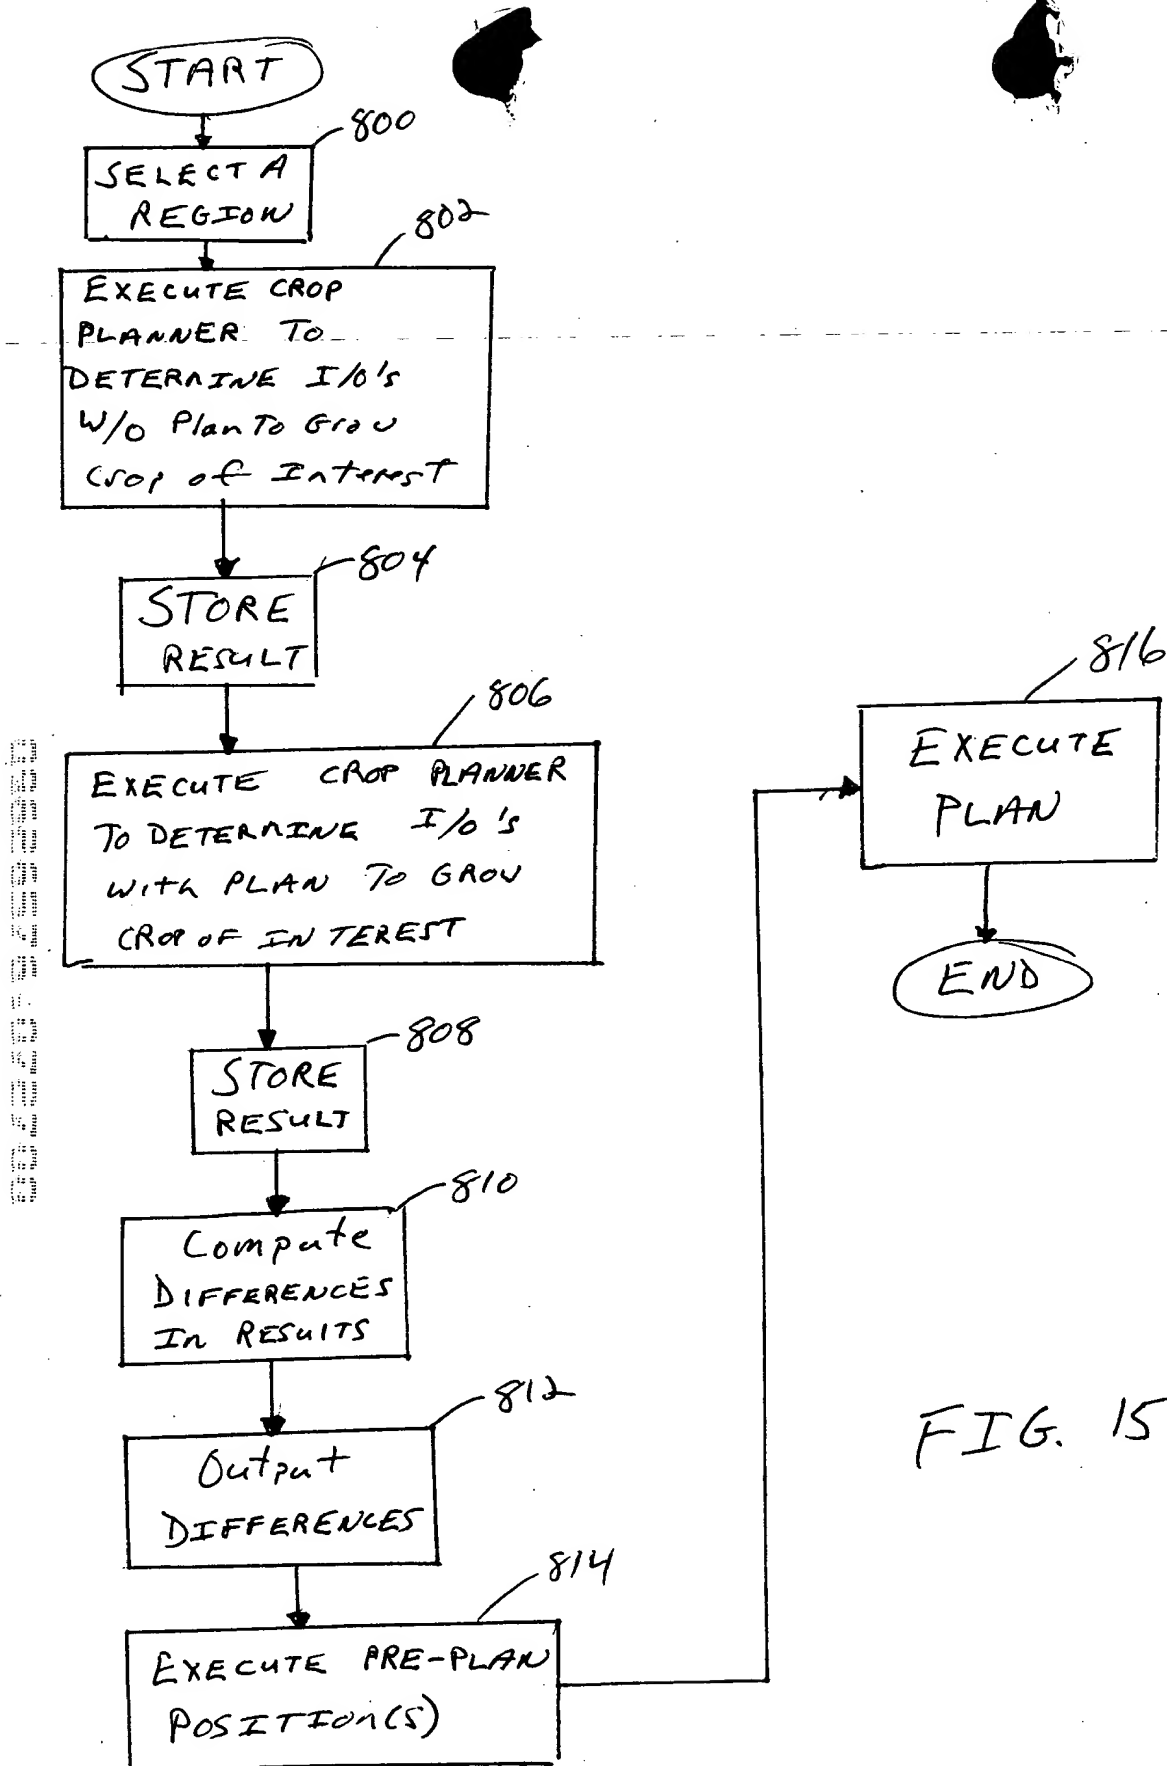 START
800
SELECT A
REGION
802
EXECUTE CROP
PLANNER TO
DETERMINE I/O'S
W/O Plan To Grow
Crop of Interest
804
STORE
RESULT
806
EXECUTE CROP PLANNER
TO DETERMINE I/O'S
With PLAN TO GROW
CROP OF INTEREST
808
STORE
RESULT
810
Compute
DIFFERENCES
In RESULTS
812
Output
DIFFERENCES
814
EXECUTE PRE-PLAN
POSITION(S)
816
EXECUTE
PLAN
END
FIG. 15